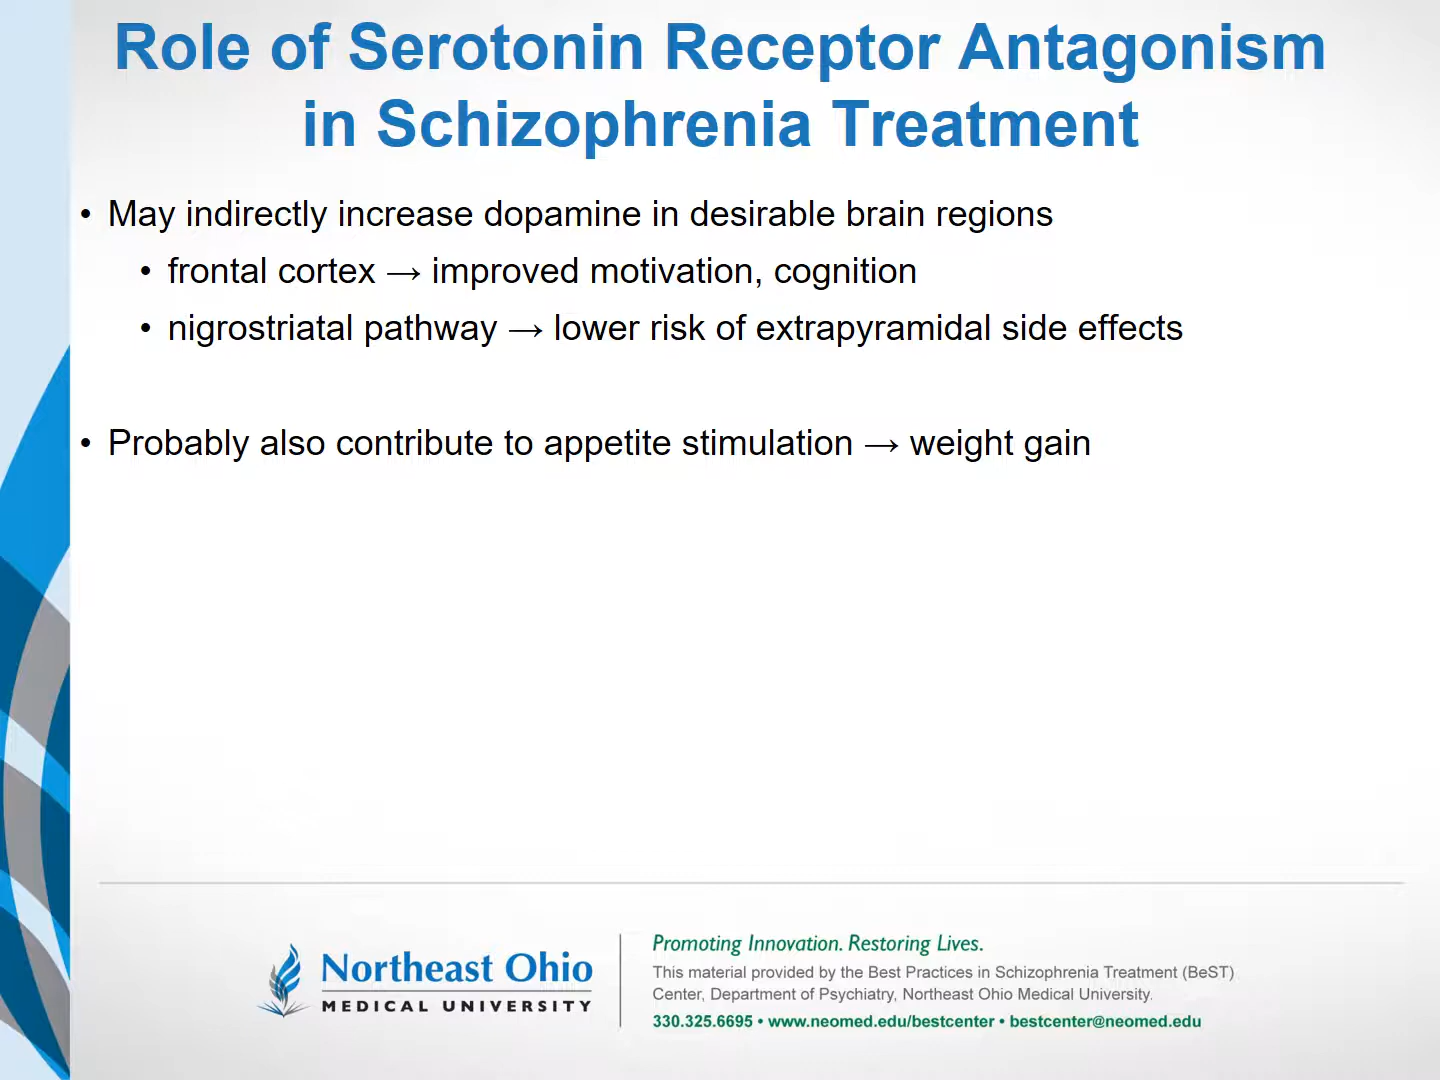 Role of Serotonin Receptor Antagonism
in Schizophrenia Treatment
• May indirectly increase dopamine in desirable brain regions
• frontal cortex → improved motivation, cognition
• nigrostriatal pathway → lower risk of extrapyramidal side effects
• Probably also contribute to appetite stimulation → weight gain
Northeast Ohio
MEDICAL UNIVERSITY
Promoting Innovation. Restoring Lives.
This material provided by the Best Practices in Schizophrenia Treatment (BeST)
Center, Department of Psychiatry, Northeast Ohio Medical University.
330.325.6695 • www.neomed.edu/bestcenter • bestcenter@neomed.edu